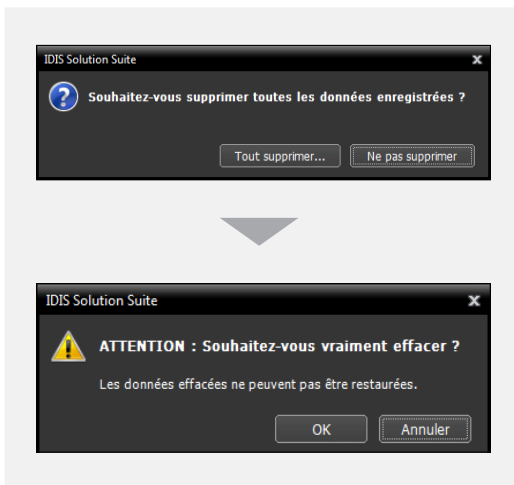 IDIS Solution Suite
Souhaitez-vous supprimer toutes les données enregistrées ?
Tout supprimer... Ne pas supprimer
IDIS Solution Suite
ATTENTION : Souhaitez-vous vraiment effacer ?
Les données effacées ne peuvent pas être restaurées.
OK Annuler